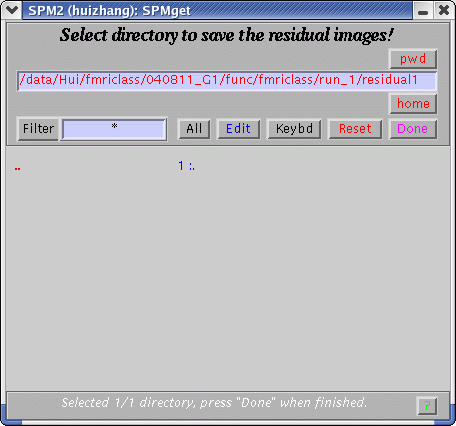 SPM2 (huizhang): SPMget
Select directory to save the residual images!
pwd
/data/Hui/fmriclass/040811_G1/func/fmriclass/run_1/residual1
home
Filter * All Edit Keybd Reset Done
.. 1 :.
Selected 1/1 directory, press "Done" when finished.
?